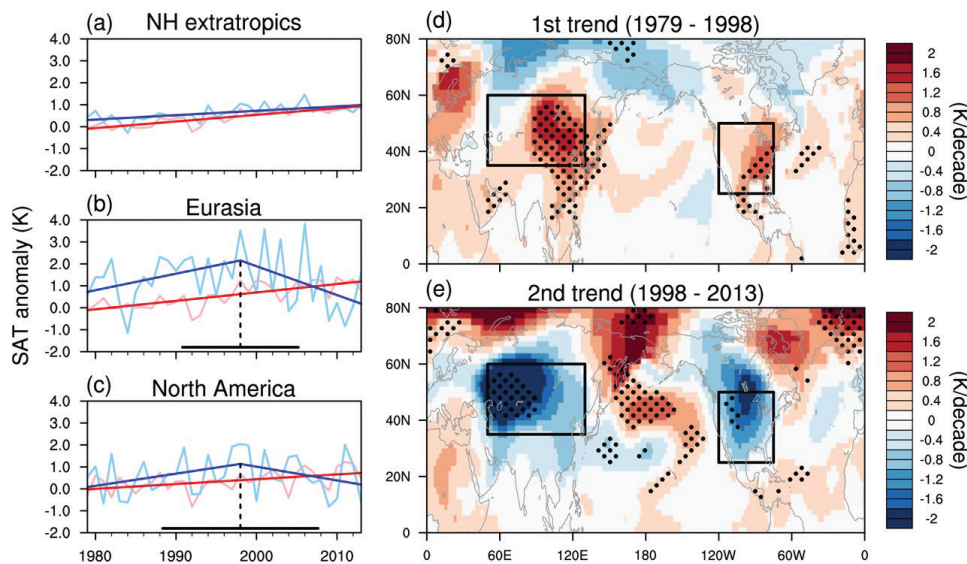 (a) NH extratropics
4.0
3.0
2.0
1.0
0.0
-1.0
-2.0
(b) Eurasia
4.0
3.0
2.0
1.0
0.0
-1.0
-2.0
(c) North America
4.0
3.0
2.0
1.0
0.0
-1.0
-2.0
1980 1990 2000 2010
SAT anomaly (K)
(d) 1st trend (1979 - 1998)
80N
60N
40N
20N
0
2
1.6
1.2
0.8
0.4
0
-0.4
-0.8
-1.2
-1.6
-2
(K/decade)
(e) 2nd trend (1998 - 2013)
80N
60N
40N
20N
0
0 60E 120E 180 120W 60W 0
2
1.6
1.2
0.8
0.4
0
-0.4
-0.8
-1.2
-1.6
-2
(K/decade)